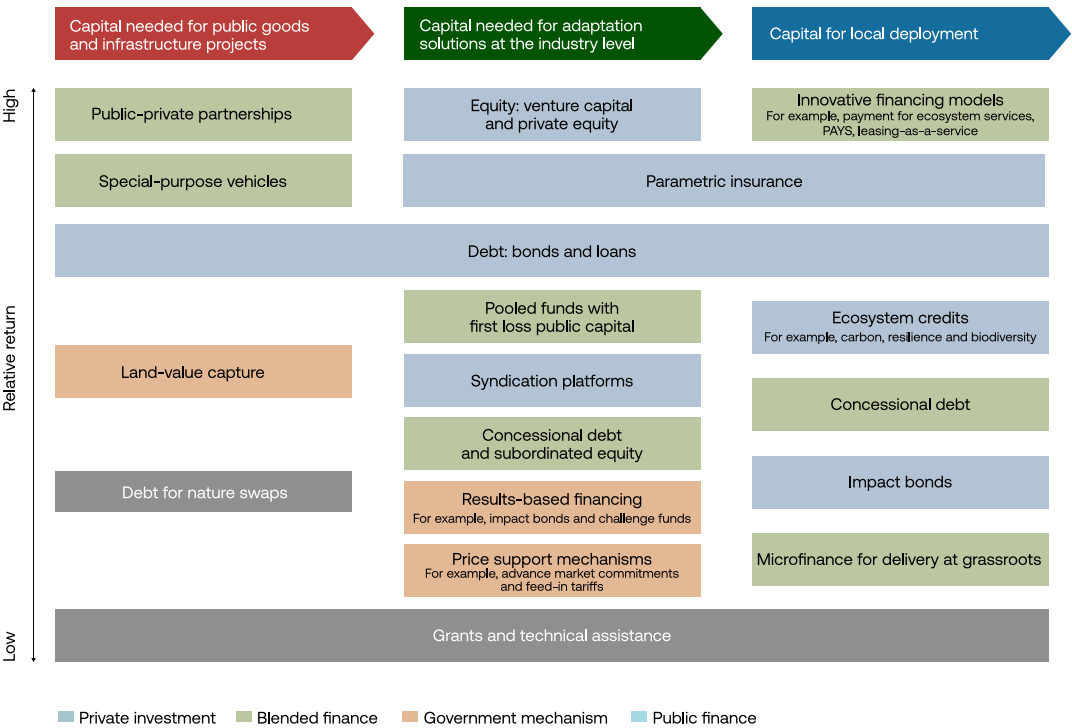 Capital needed for public goods
and infrastructure projects
Capital needed for adaptation
solutions at the industry level
Capital for local deployment
High
Relative return
Low
Public-private partnerships
Equity: venture capital
and private equity
Innovative financing models
For example, payment for ecosystem services,
PAYS, leasing-as-a-service
Special-purpose vehicles
Parametric insurance
Debt: bonds and loans
Pooled funds with
first loss public capital
Ecosystem credits
For example, carbon, resilience and biodiversity
Land-value capture
Syndication platforms
Concessional debt
Concessional debt
and subordinated equity
Debt for nature swaps
Impact bonds
Results-based financing
For example, impact bonds and challenge funds
Price support mechanisms
For example, advance market commitments
and feed-in tariffs
Microfinance for delivery at grassroots
Grants and technical assistance
Private investment
Blended finance
Government mechanism
Public finance